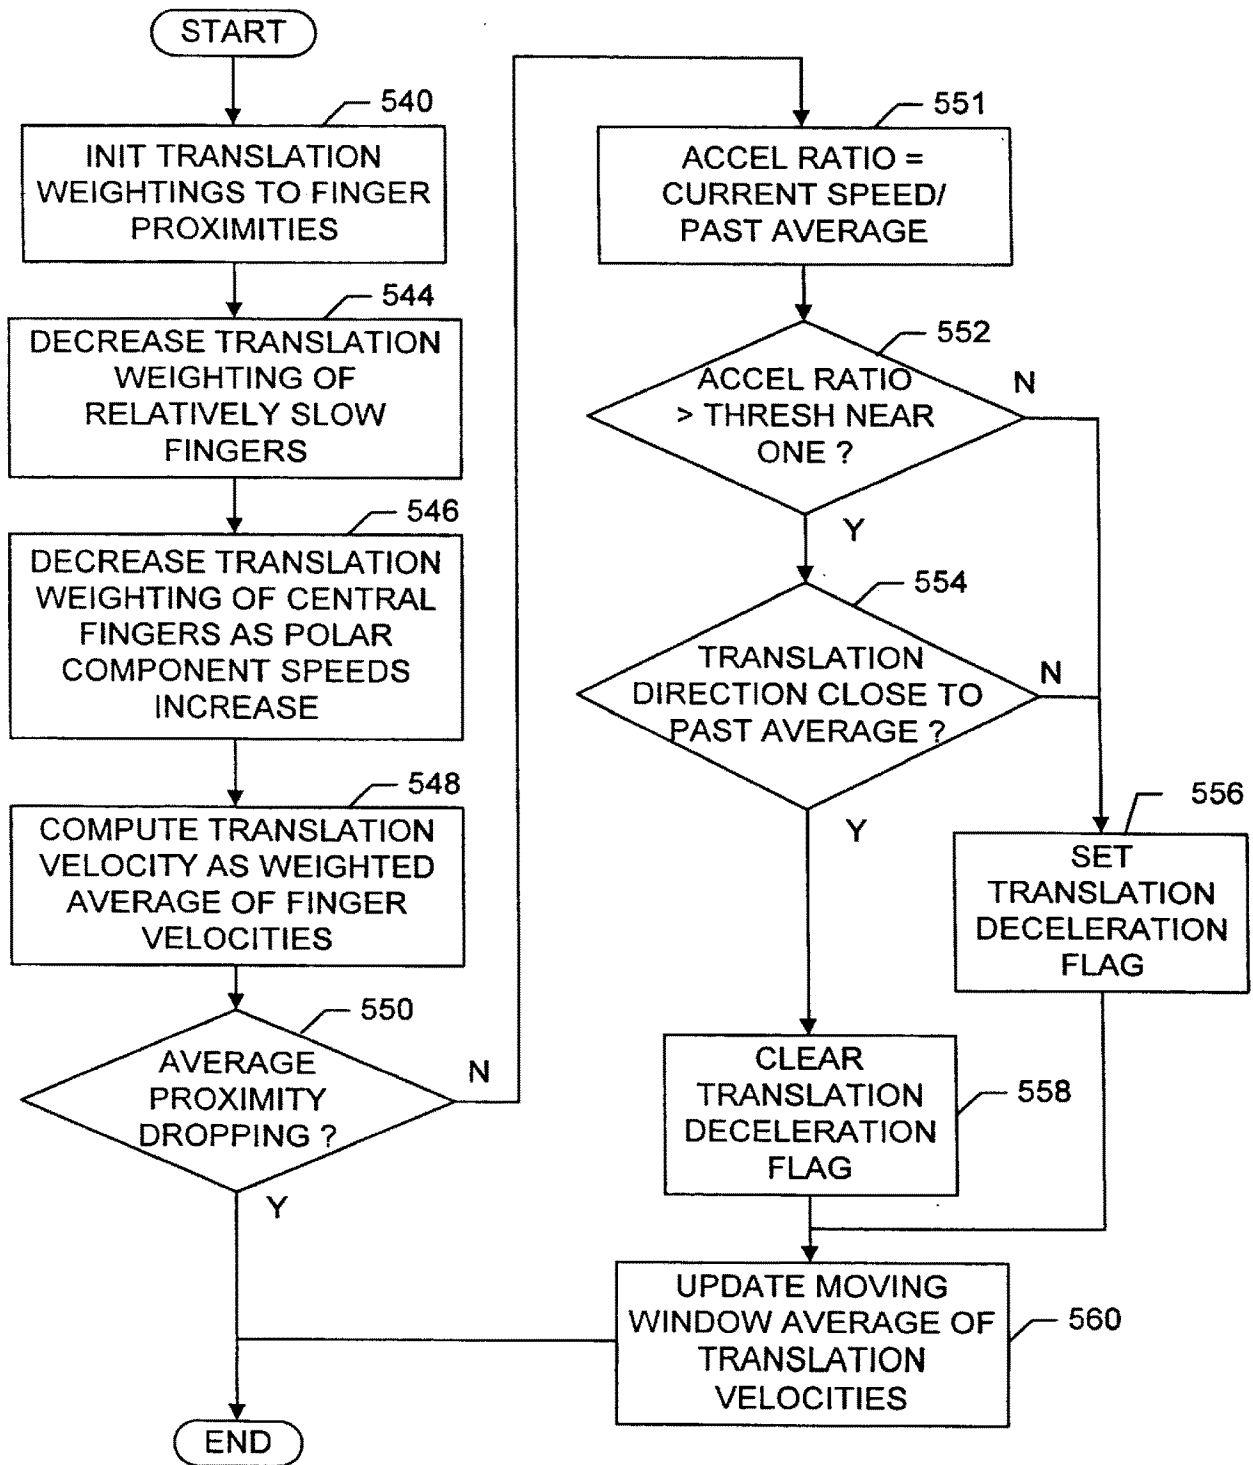 START
540
INIT TRANSLATION
WEIGHTINGS TO FINGER
PROXIMITIES
544
DECREASE TRANSLATION
WEIGHTING OF
RELATIVELY SLOW
FINGERS
546
DECREASE TRANSLATION
WEIGHTING OF CENTRAL
FINGERS AS POLAR
COMPONENT SPEEDS
INCREASE
548
COMPUTE TRANSLATION
VELOCITY AS WEIGHTED
AVERAGE OF FINGER
VELOCITIES
550
AVERAGE
PROXIMITY
DROPPING ?
N
Y
551
ACCEL RATIO =
CURRENT SPEED/
PAST AVERAGE
552
ACCEL RATIO
> THRESH NEAR
ONE ?
N
Y
554
TRANSLATION
DIRECTION CLOSE TO
PAST AVERAGE ?
N
Y
556
SET
TRANSLATION
DECELERATION
FLAG
CLEAR
TRANSLATION
DECELERATION
FLAG
558
UPDATE MOVING
WINDOW AVERAGE OF
TRANSLATION
VELOCITIES
560
END